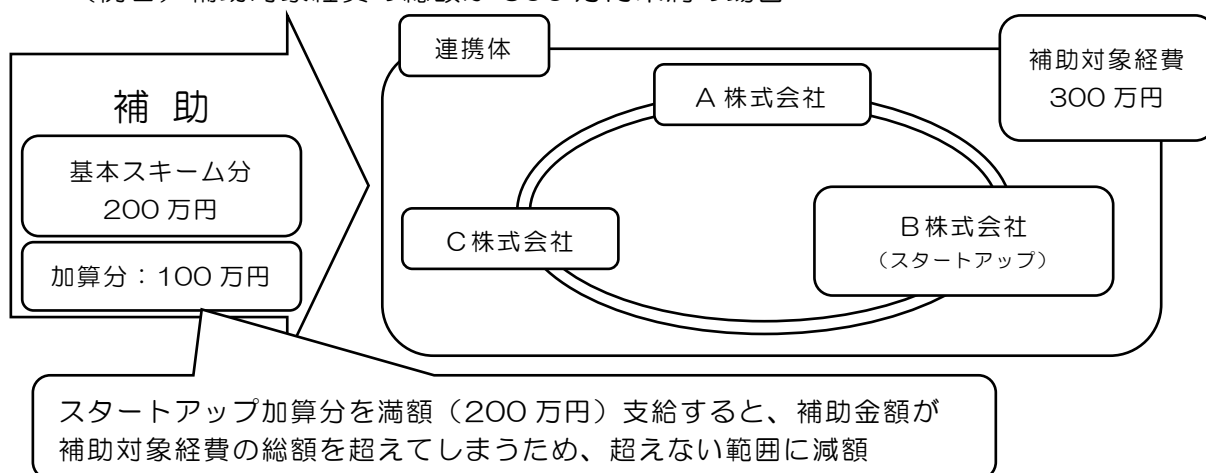 連携体
補助対象経費
300 万円
A 株式会社
補 助
基本スキーム分
200 万円
C 株式会社
B 株式会社
（スタートアップ）
加算分：100 万円
スタートアップ加算分を満額（200 万円）支給すると、補助金額が
補助対象経費の総額を超えてしまうため、超えない範囲に減額